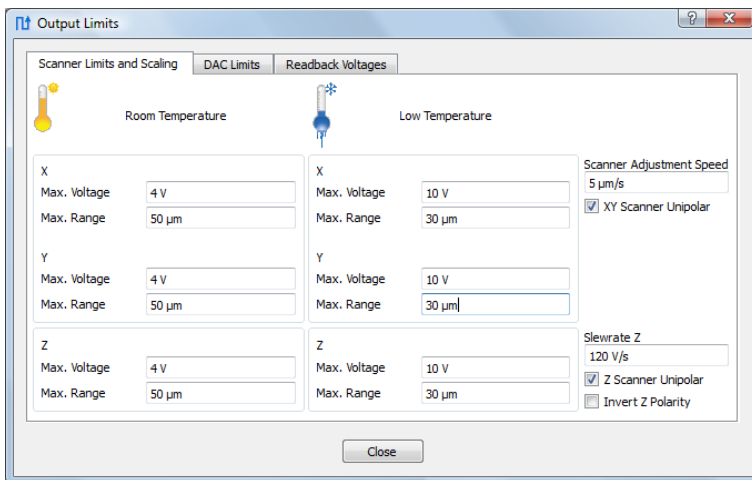 Output Limits
Scanner Limits and Scaling
DAC Limits
Readback Voltages
Room Temperature
Low Temperature
X
Max. Voltage 4 V
Max. Range 50 µm
Y
Max. Voltage 4 V
Max. Range 50 µm
X
Max. Voltage 10 V
Max. Range 30 µm
Y
Max. Voltage 10 V
Max. Range 30 µm
Scanner Adjustment Speed
5 µm/s
XY Scanner Unipolar
Z
Max. Voltage 4 V
Max. Range 50 µm
Z
Max. Voltage 10 V
Max. Range 30 µm
Slewrate Z
120 V/s
Z Scanner Unipolar
Invert Z Polarity
Close